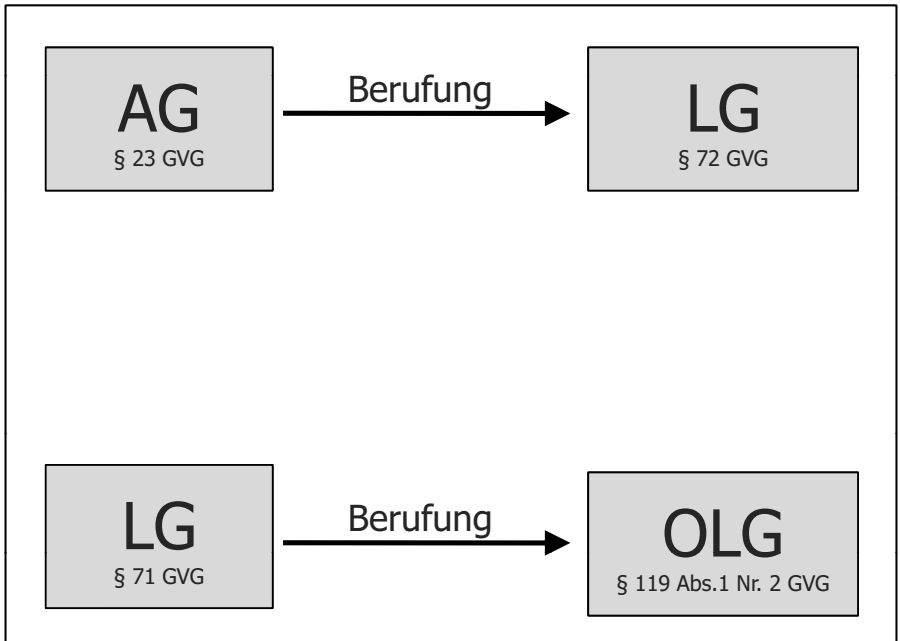 AG
§ 23 GVG
Berufung
LG
§ 72 GVG
LG
§ 71 GVG
Berufung
OLG
§ 119 Abs.1 Nr. 2 GVG